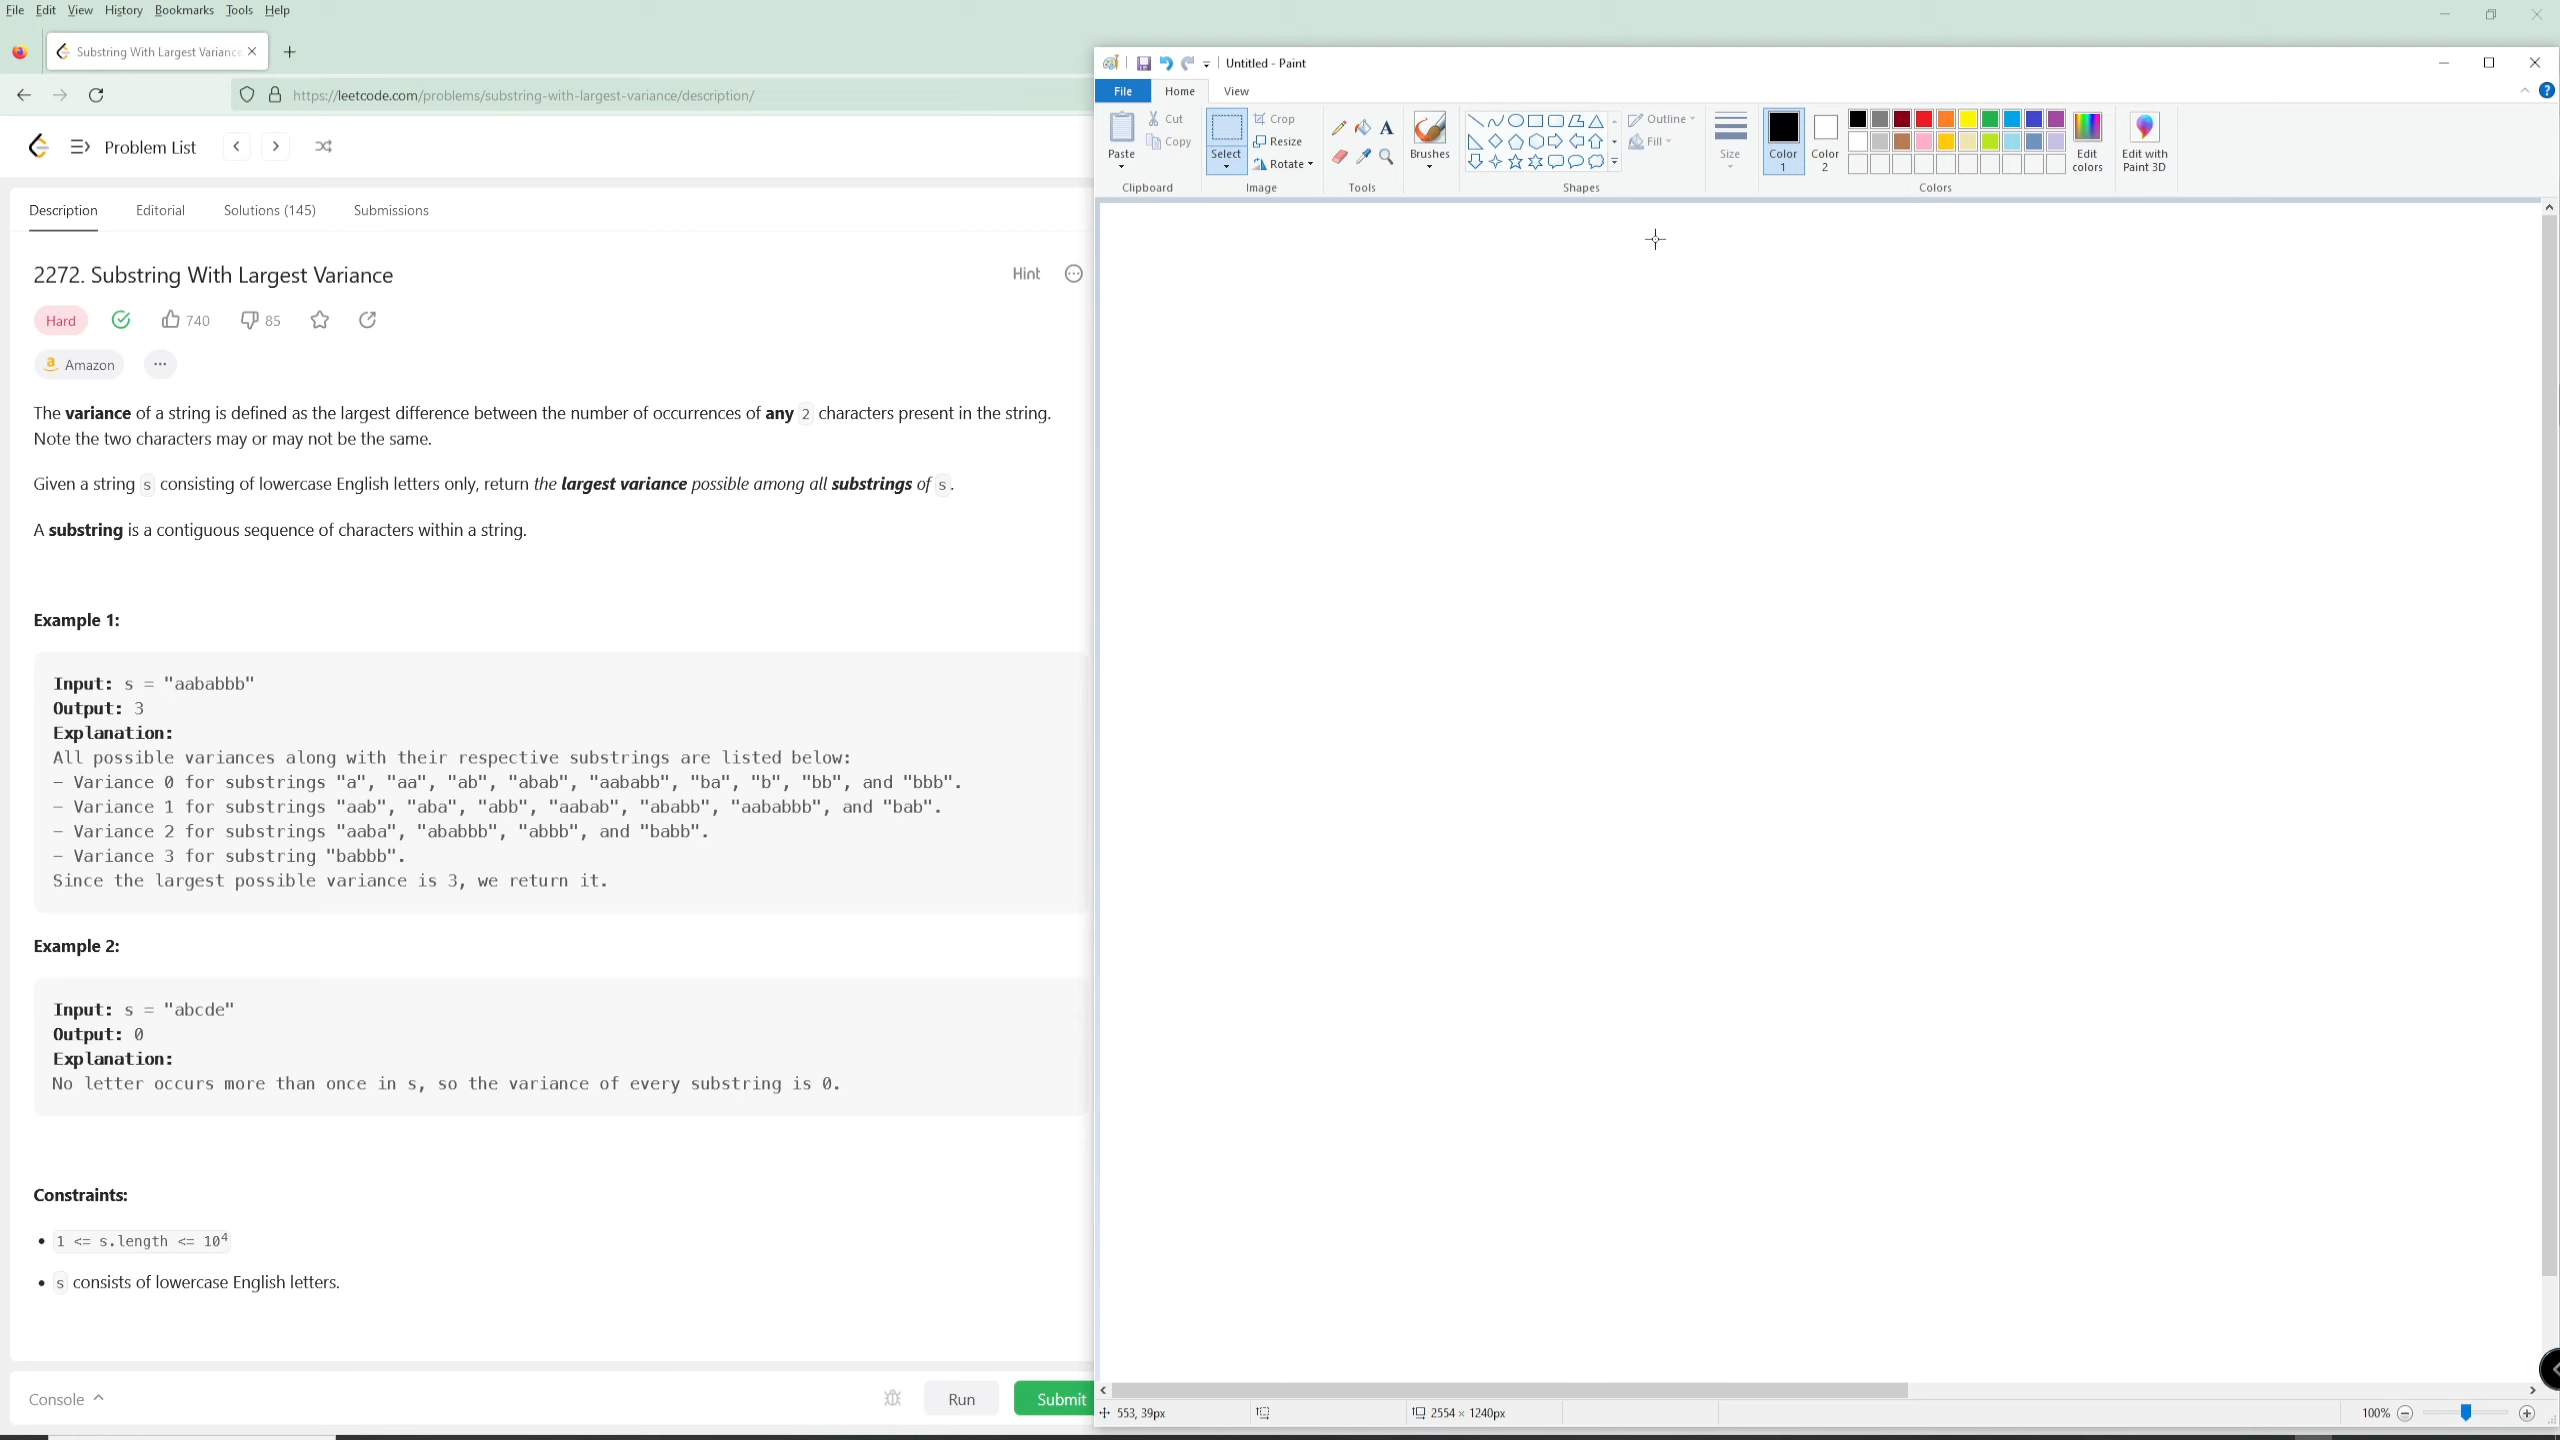 File Edit View History Bookmarks Tools Help
Substring With Largest Variance
https://leetcode.com/problems/substring-with-largest-variance/description/
Problem List
Description Editorial Solutions (145) Submissions
2272. Substring With Largest Variance
Hint
Hard 740 85
Amazon
The variance of a string is defined as the largest difference between the number of occurrences of any 2 characters present in the string.
Note the two characters may or may not be the same.
Given a string s consisting of lowercase English letters only, return the largest variance possible among all substrings of s.
A substring is a contiguous sequence of characters within a string.
Example 1:
Input: s = "aababbb"
Output: 3
Explanation:
All possible variances along with their respective substrings are listed below:
- Variance 0 for substrings "a", "aa", "ab", "abab", "aababb", "ba", "b", "bb", and "bbb".
- Variance 1 for substrings "aab", "aba", "abb", "aabab", "ababb", "aababbb", and "bab".
- Variance 2 for substrings "aaba", "ababbb", "abbb", and "babb".
- Variance 3 for substring "babbb".
Since the largest possible variance is 3, we return it.
Example 2:
Input: s = "abcde"
Output: 0
Explanation:
No letter occurs more than once in s, so the variance of every substring is 0.
Constraints:
• 1 <= s.length <= 10⁴
• s consists of lowercase English letters.
Console Run Submit
Untitled - Paint
File Home View
Paste Cut Copy
Clipboard
Select Crop Resize Rotate
Image
A
Tools
Brushes
Shapes
Outline Fill
Size
Color 1
Color 2
Edit colors
Edit with Paint 3D
Colors
553, 39px
2554 × 1240px
100%